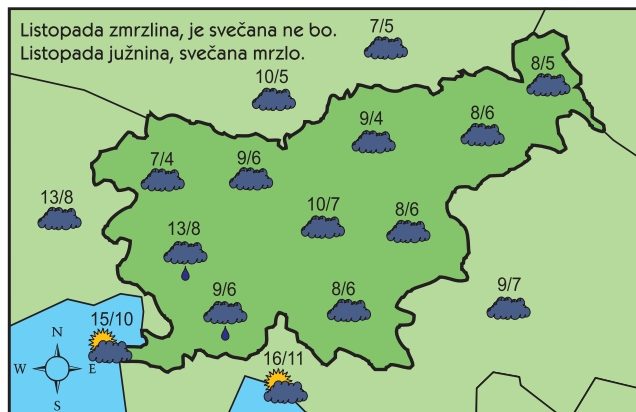 Listopada zmrzlina, je svečana ne bo.
Listopada južnina, svečana mrzlo.
7/5
10/5
8/5
9/4
8/6
7/4
9/6
13/8
10/7
8/6
13/8
9/6
8/6
9/7
15/10
16/11
N
W
E
S